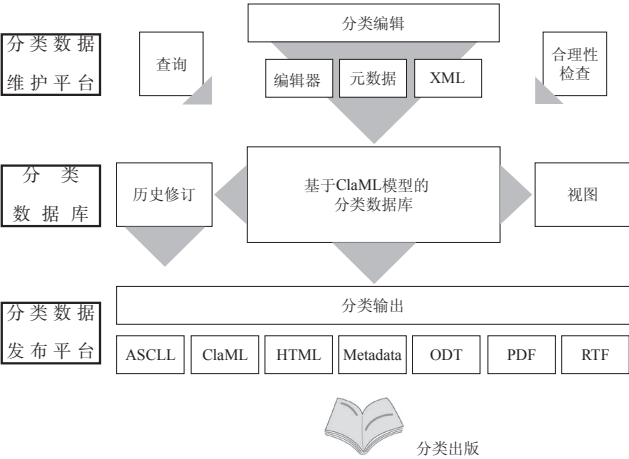 分类编辑
分类数据
维护平台
查询
编辑器
元数据
XML
合理性
检查
分 类
数 据 库
历史修订
基于ClaML模型的
分类数据库
视图
分类数据
发布平台
分类输出
ASCLL
ClaML
HTML
Metadata
ODT
PDF
RTF
分类出版